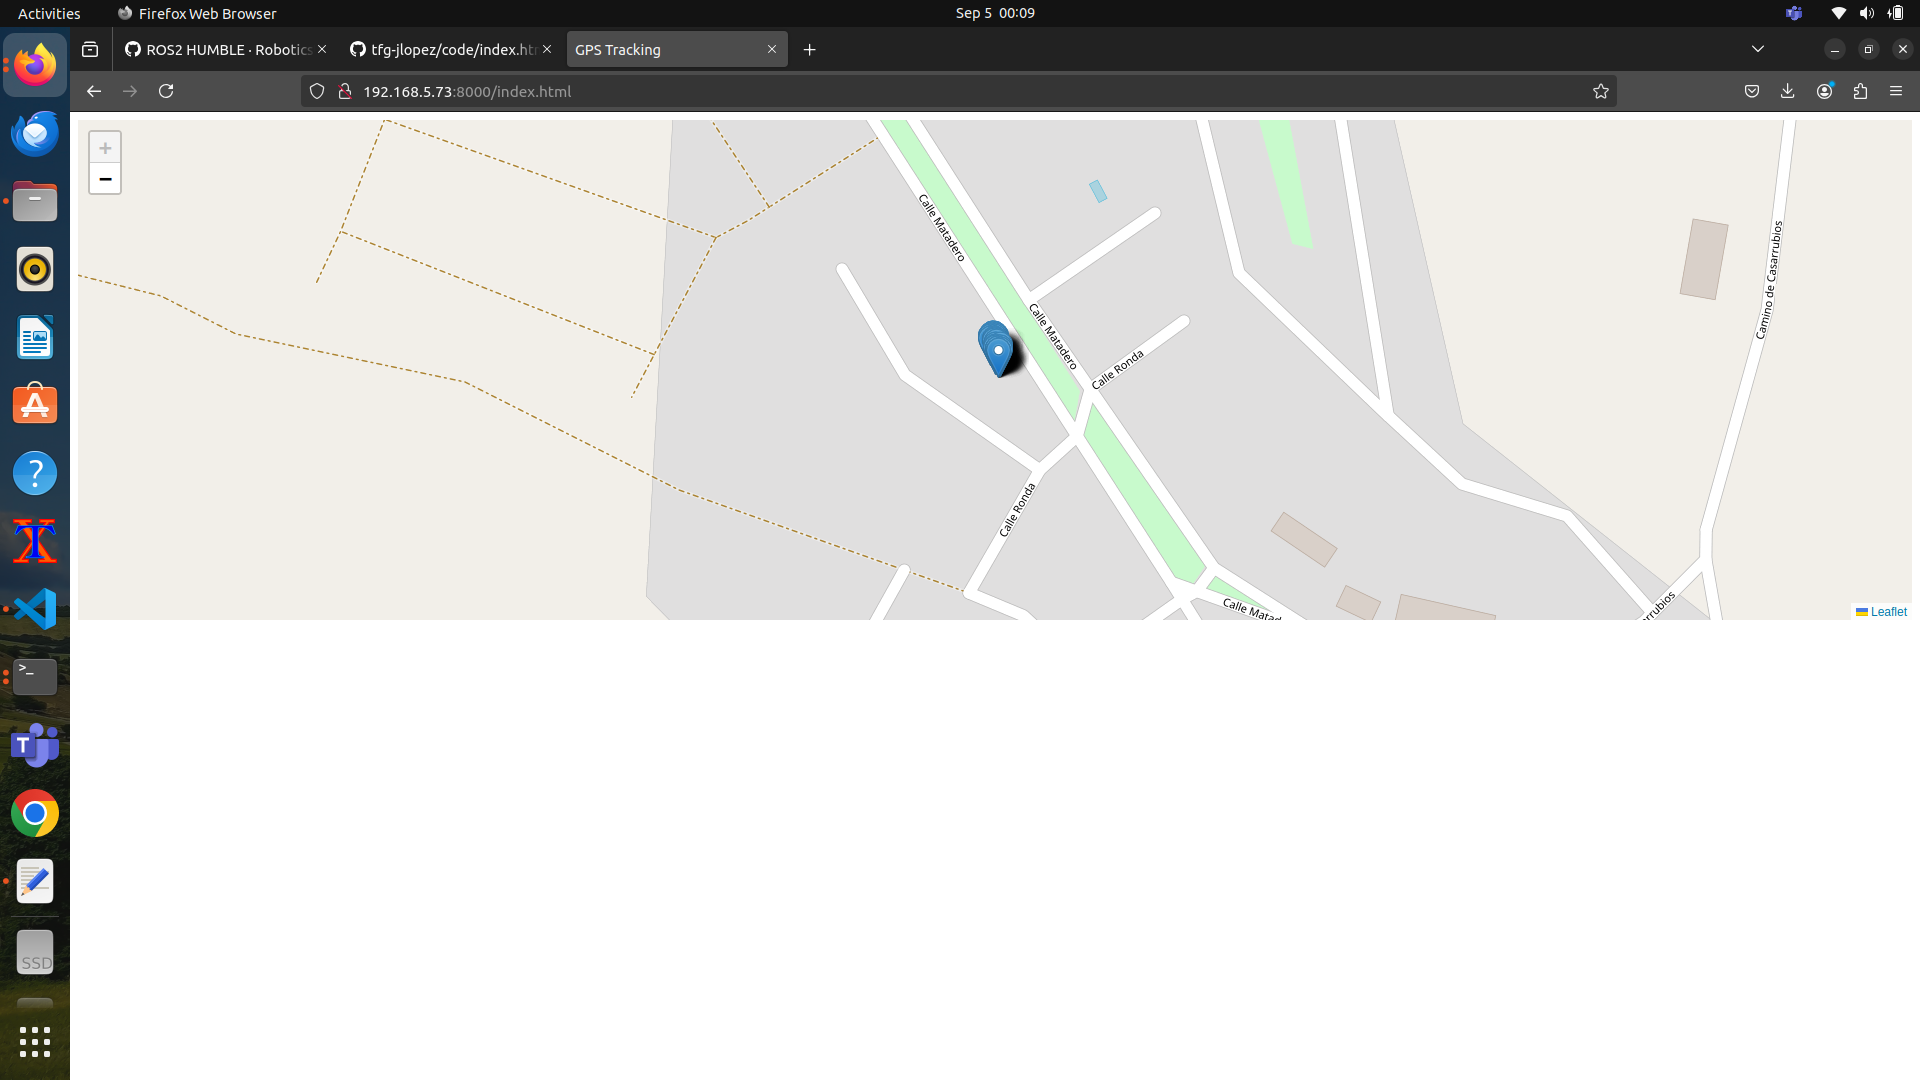 Activities
Firefox Web Browser
Sep 5 00:09
ROS2 HUMBLE · Robotics
tfg-jlopez/code/index.ht
GPS Tracking
192.168.5.73:8000/index.html
+
−
Calle Matadero
Calle Matadero
Calle Ronda
Camino de Casarrubios
Calle Ronda
Calle Matad
arrubios
Leaflet
T
SSD